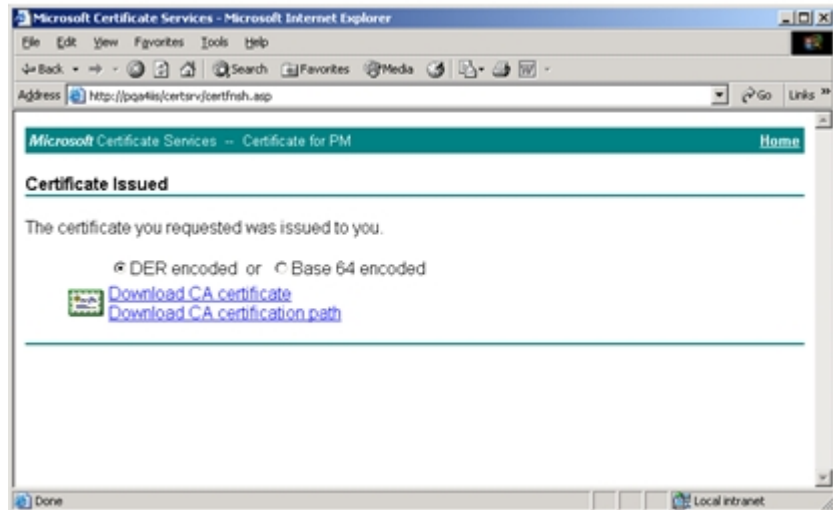 Microsoft Certificate Services - Microsoft Internet Explorer
File Edit View Favorites Tools Help
Back Search Favorites Media
Address http://pqa4iis/certsrv/certfnsh.asp Go Links »
Microsoft Certificate Services -- Certificate for PM Home
Certificate Issued
The certificate you requested was issued to you.
DER encoded or Base 64 encoded
Download CA certificate
Download CA certification path
Done Local intranet